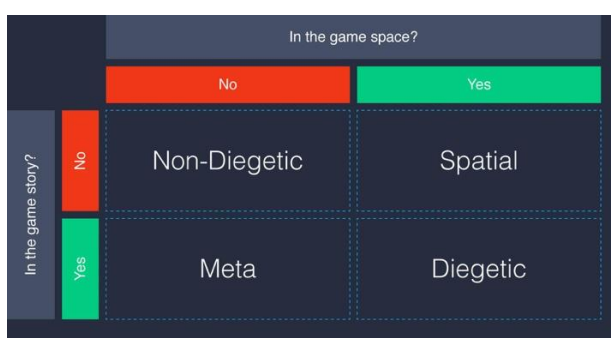 In the game space?
No
Yes
In the game story?
No
Non-Diegetic
Spatial
Yes
Meta
Diegetic